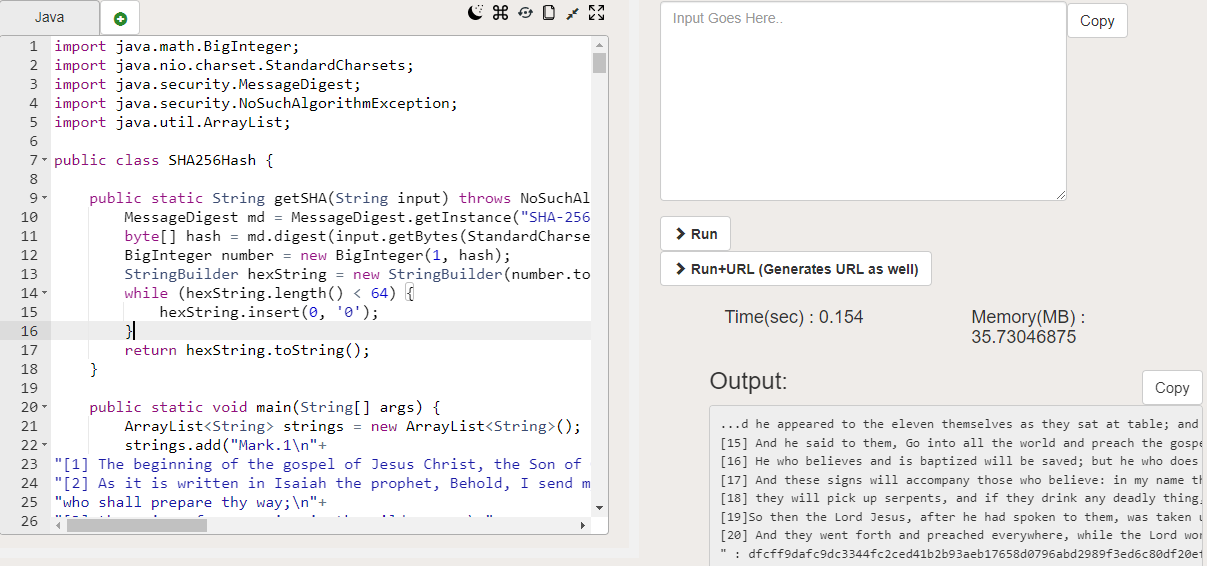 Java
1 import java.math.BigInteger;
2 import java.nio.charset.StandardCharsets;
3 import java.security.MessageDigest;
4 import java.security.NoSuchAlgorithmException;
5 import java.util.ArrayList;
6
7 public class SHA256Hash {
8
9 public static String getSHA(String input) throws NoSuchAl
10 MessageDigest md = MessageDigest.getInstance("SHA-256
11 byte[] hash = md.digest(input.getBytes(StandardCharse
12 BigInteger number = new BigInteger(1, hash);
13 StringBuilder hexString = new StringBuilder(number.to
14 while (hexString.length() < 64) {
15 hexString.insert(0, '0');
16 }
17 return hexString.toString();
18 }
19
20 public static void main(String[] args) {
21 ArrayList<String> strings = new ArrayList<String>();
22 strings.add("Mark.1\n"+
23 "[1] The beginning of the gospel of Jesus Christ, the Son of
24 "[2] As it is written in Isaiah the prophet, Behold, I send m
25 "who shall prepare thy way;\n"+
26
Input Goes Here..
Copy
Run
Run+URL (Generates URL as well)
Time(sec) : 0.154
Memory(MB) :
35.73046875
Output:
Copy
...d he appeared to the eleven themselves as they sat at table; and
[15] And he said to them, Go into all the world and preach the gospe
[16] He who believes and is baptized will be saved; but he who does
[17] And these signs will accompany those who believe: in my name th
[18] they will pick up serpents, and if they drink any deadly thing,
[19]So then the Lord Jesus, after he had spoken to them, was taken u
[20] And they went forth and preached everywhere, while the Lord wor
" : dfcff9dafc9dc3344fc2ced41b2b93aeb17658d0796abd2989f3ed6c80df20ef